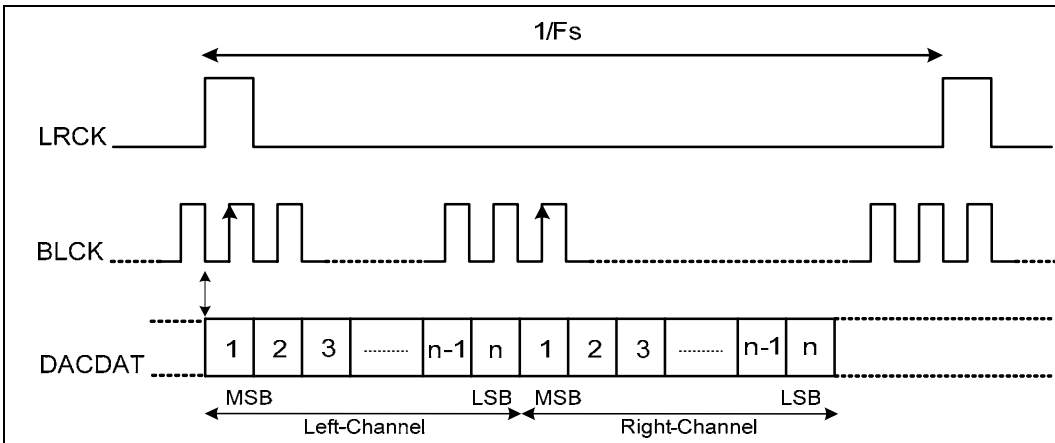 1/Fs
LRCK
BLCK
DACDAT
1 2 3 ........ n-1 n 1 2 3 ........ n-1 n
MSB LSB MSB LSB
Left-Channel Right-Channel